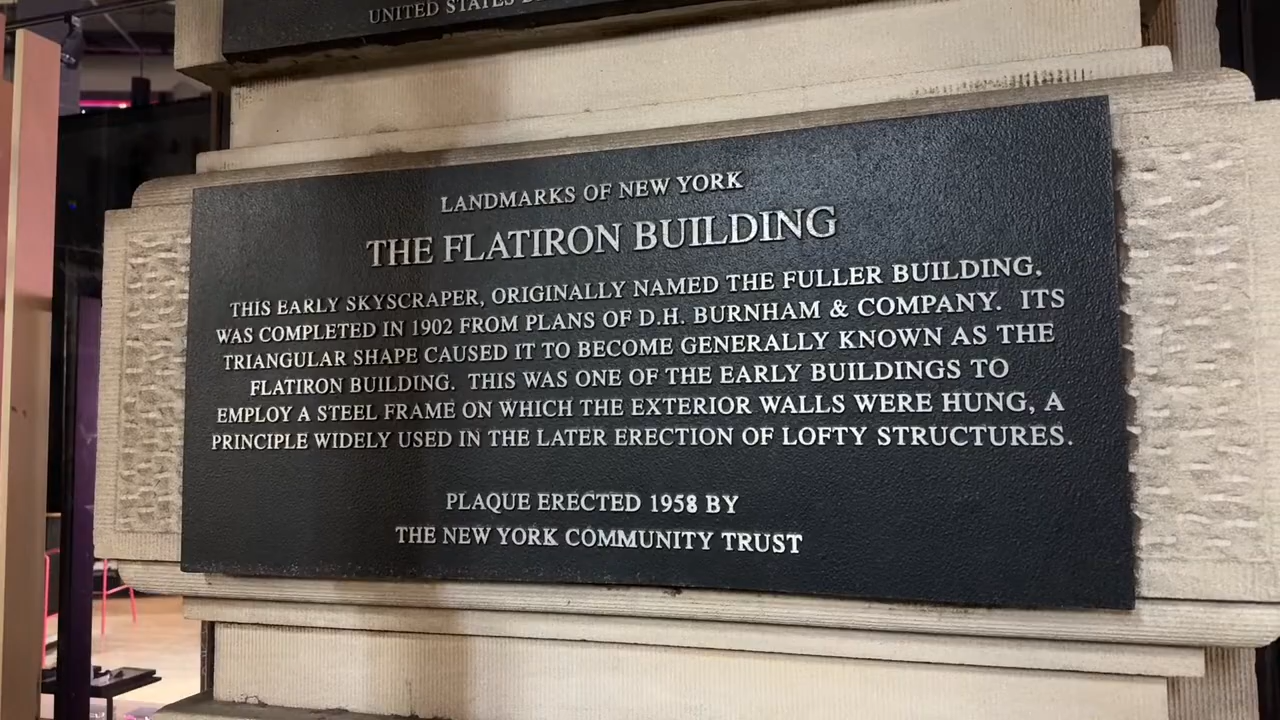 UNITED STATES
LANDMARKS OF NEW YORK
THE FLATIRON BUILDING
THIS EARLY SKYSCRAPER, ORIGINALLY NAMED THE FULLER BUILDING.
WAS COMPLETED IN 1902 FROM PLANS OF D.H. BURNHAM & COMPANY. ITS
TRIANGULAR SHAPE CAUSED IT TO BECOME GENERALLY KNOWN AS THE
FLATIRON BUILDING. THIS WAS ONE OF THE EARLY BUILDINGS TO
EMPLOY A STEEL FRAME ON WHICH THE EXTERIOR WALLS WERE HUNG, A
PRINCIPLE WIDELY USED IN THE LATER ERECTION OF LOFTY STRUCTURES.
PLAQUE ERECTED 1958 BY
THE NEW YORK COMMUNITY TRUST